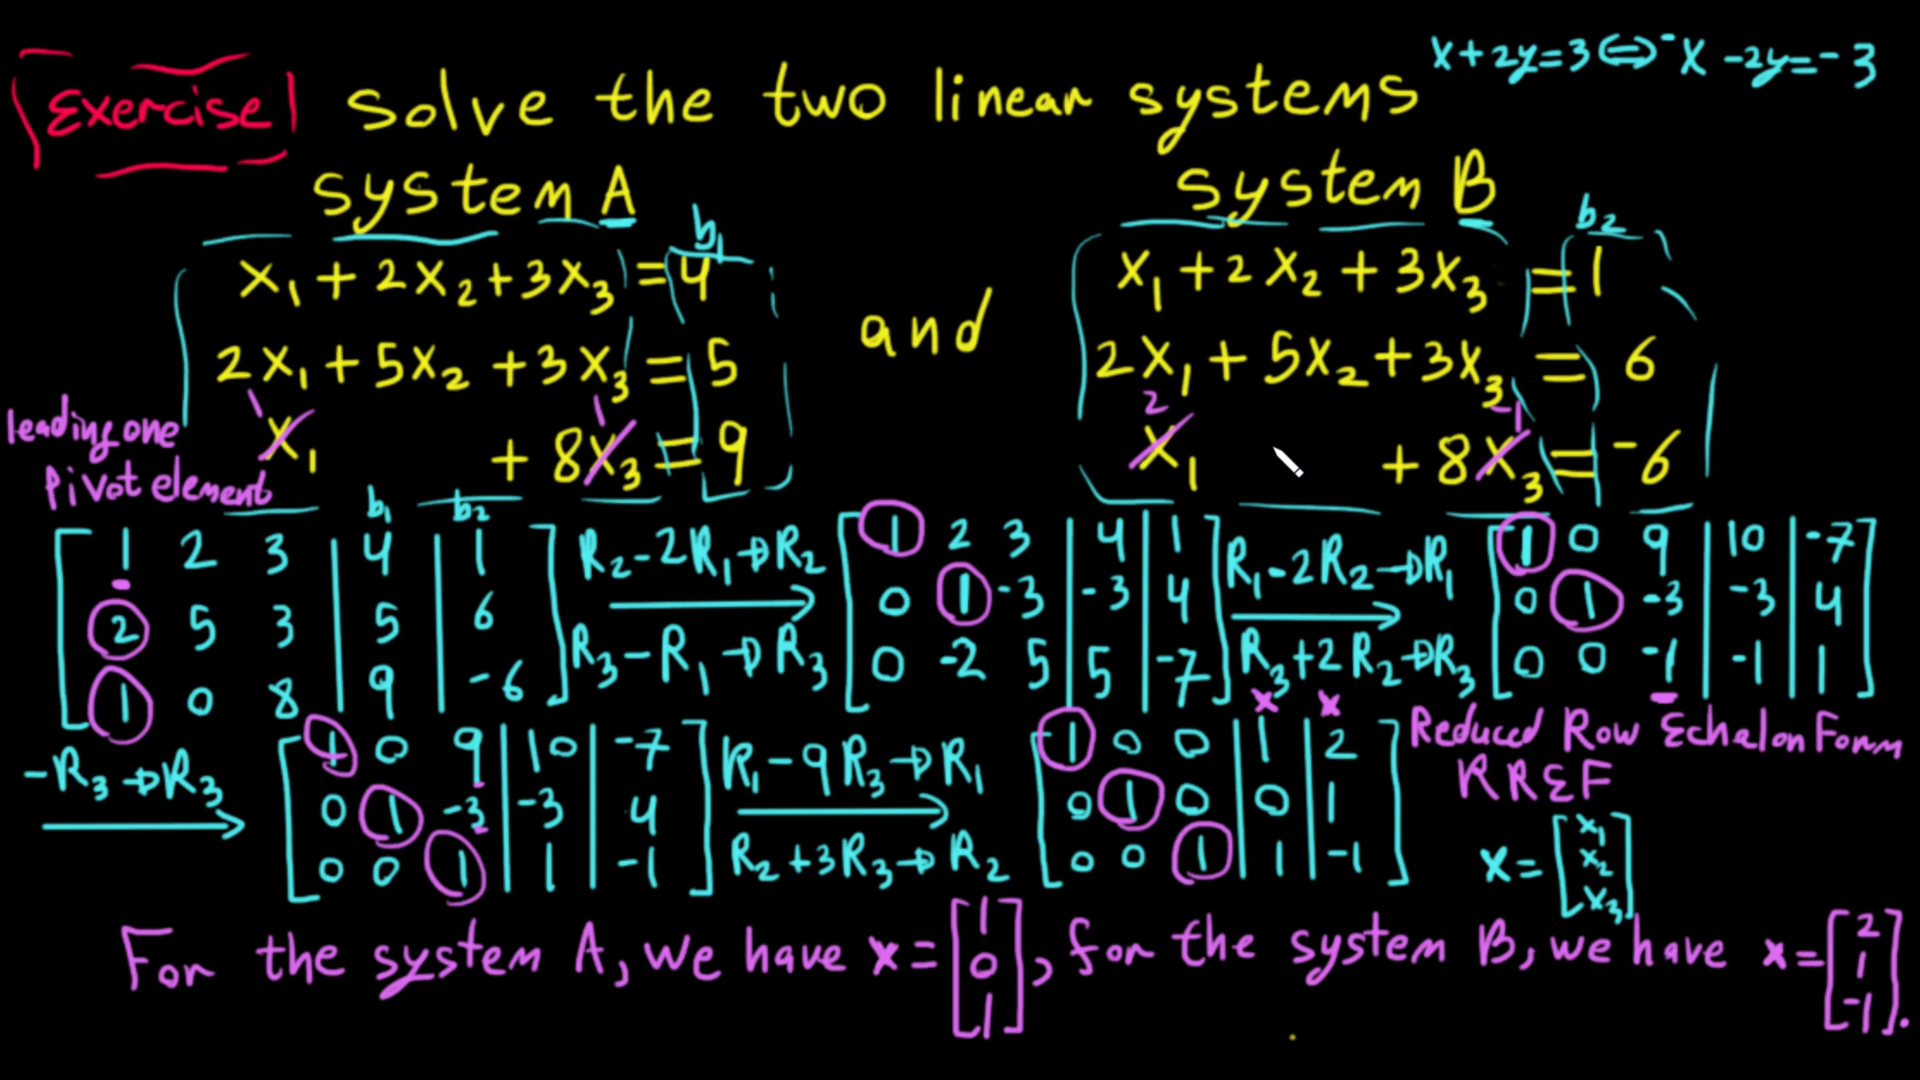 x+2y=3⇔-x-2y=-3
Exercise Solve the two linear systems
system A system B
b₁ b₂
x₁ + 2x₂ + 3x₃ = 4 x₁ + 2x₂ + 3x₃ = 1
and
2x₁ + 5x₂ + 3x₃ = 5 2x₁ + 5x₂ + 3x₃ = 6
1 1 2 -1
x₁ + 8x₃ = 9 x₁ + 8x₃ = -6
leading one
Pivot element
b₁ b₂
1 2 3 | 4 | 1 R₂-2R₁→R₂ 1 2 3 | 4 | 1 R₁-2R₂→R₁ 1 0 9 | 10 | -7
2 5 3 | 5 | 6 0 1 -3 | -3 | 4 0 1 -3 | -3 | 4
1 0 8 | 9 | -6 R₃-R₁→R₃ 0 -2 5 | 5 | -7 R₃+2R₂→R₃ 0 0 -1 | -1 | 1
x x
-R₃→R₃ 1 0 9 | 10 | -7 R₁-9R₃→R₁ 1 0 0 | 1 | 2 Reduced Row Echelon Form
0 1 -3 | -3 | 4 0 1 0 | 0 | 1 RREF
0 0 1 | 1 | -1 R₂+3R₃→R₂ 0 0 1 | 1 | -1 x = [x₁ x₂ x₃]
For the system A, we have x = [1 0 1], for the system B, we have x = [2 1 -1].